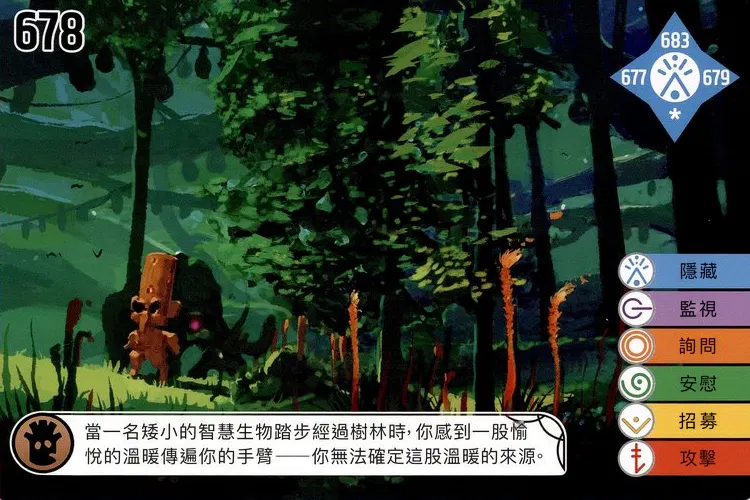 678
683
677
679
*
隱藏
監視
詢問
安慰
招募
攻擊
當一名矮小的智慧生物踏步經過樹林時，你感到一股愉
悅的溫暖傳遍你的手臂——你無法確定這股溫暖的來源。